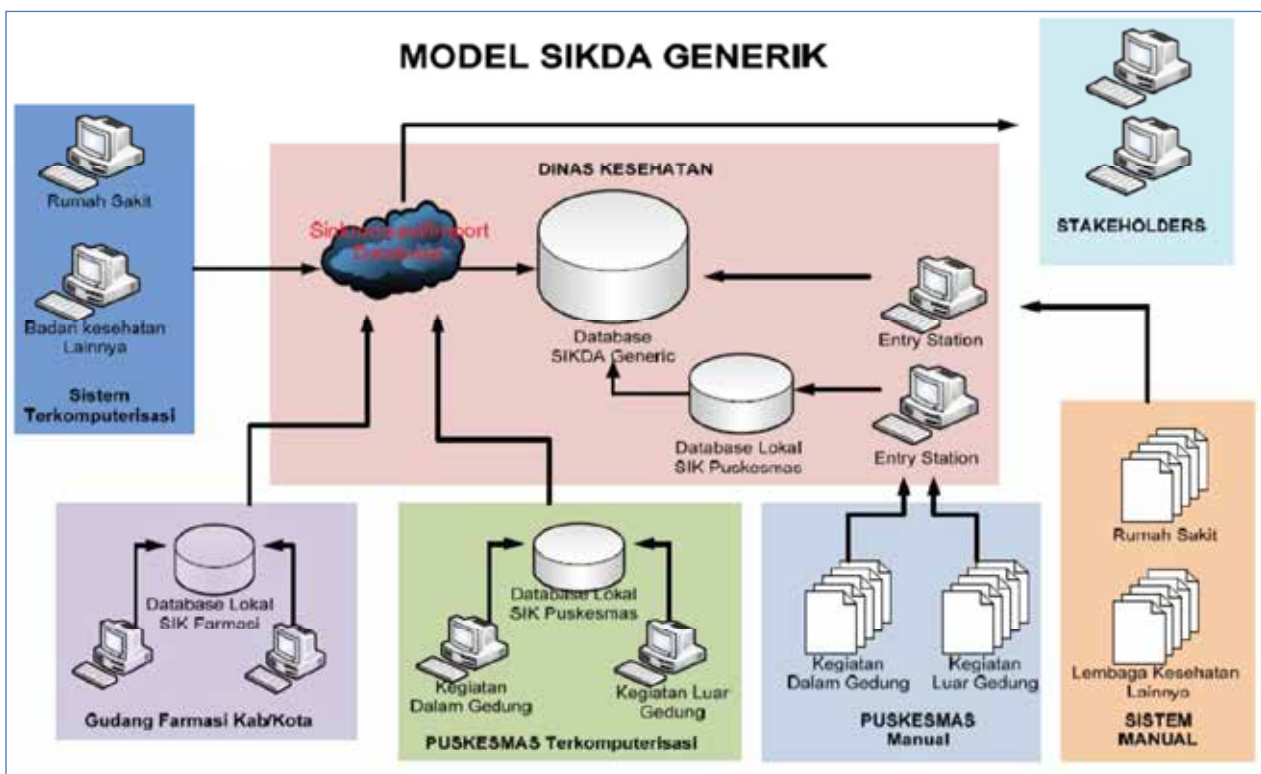 MODEL SIKDA GENERIK
Rumah Sakit
Badan kesehatan
Lainnya
Sistem
Terkomputerisasi
DINAS KESEHATAN
Database
SIKDA Generic
Database Lokal
SIK Puskesmas
Entry Station
Entry Station
STAKEHOLDERS
Database Lokal
SIK Farmasi
Gudang Farmasi Kab/Kota
Database Lokal
SIK Puskesmas
Kegiatan
Dalam Gedung
Kegiatan Luar
Gedung
PUSKESMAS Terkomputerisasi
Kegiatan
Dalam Gedung
Kegiatan
Luar Gedung
PUSKESMAS
Manual
Rumah Sakit
Lembaga Kesehatan
Lainnya
SISTEM
MANUAL